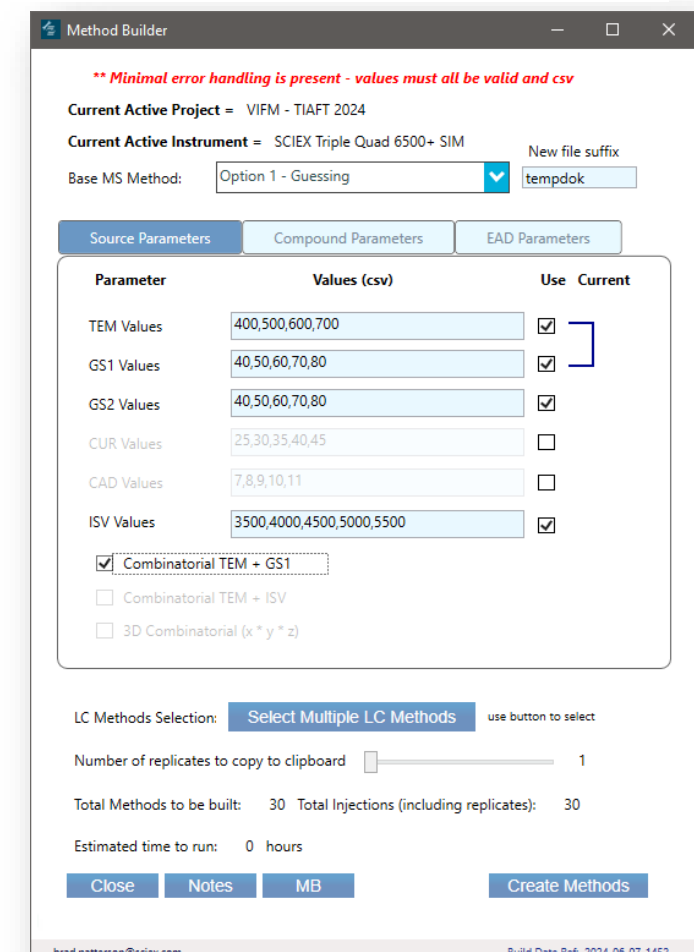 Method Builder
** Minimal error handling is present - values must all be valid and csv
Current Active Project = VIFM - TIAFT 2024
Current Active Instrument = SCIEX Triple Quad 6500+ SIM
New file suffix
Base MS Method: Option 1 - Guessing tempdok
Source Parameters Compound Parameters EAD Parameters
Parameter Values (csv) Use Current
TEM Values 400,500,600,700
GS1 Values 40,50,60,70,80
GS2 Values 40,50,60,70,80
CUR Values 25,30,35,40,45
CAD Values 7,8,9,10,11
ISV Values 3500,4000,4500,5000,5500
Combinatorial TEM + GS1
Combinatorial TEM + ISV
3D Combinatorial (x * y * z)
LC Methods Selection: Select Multiple LC Methods use button to select
Number of replicates to copy to clipboard 1
Total Methods to be built: 30 Total Injections (including replicates): 30
Estimated time to run: 0 hours
Close Notes MB Create Methods